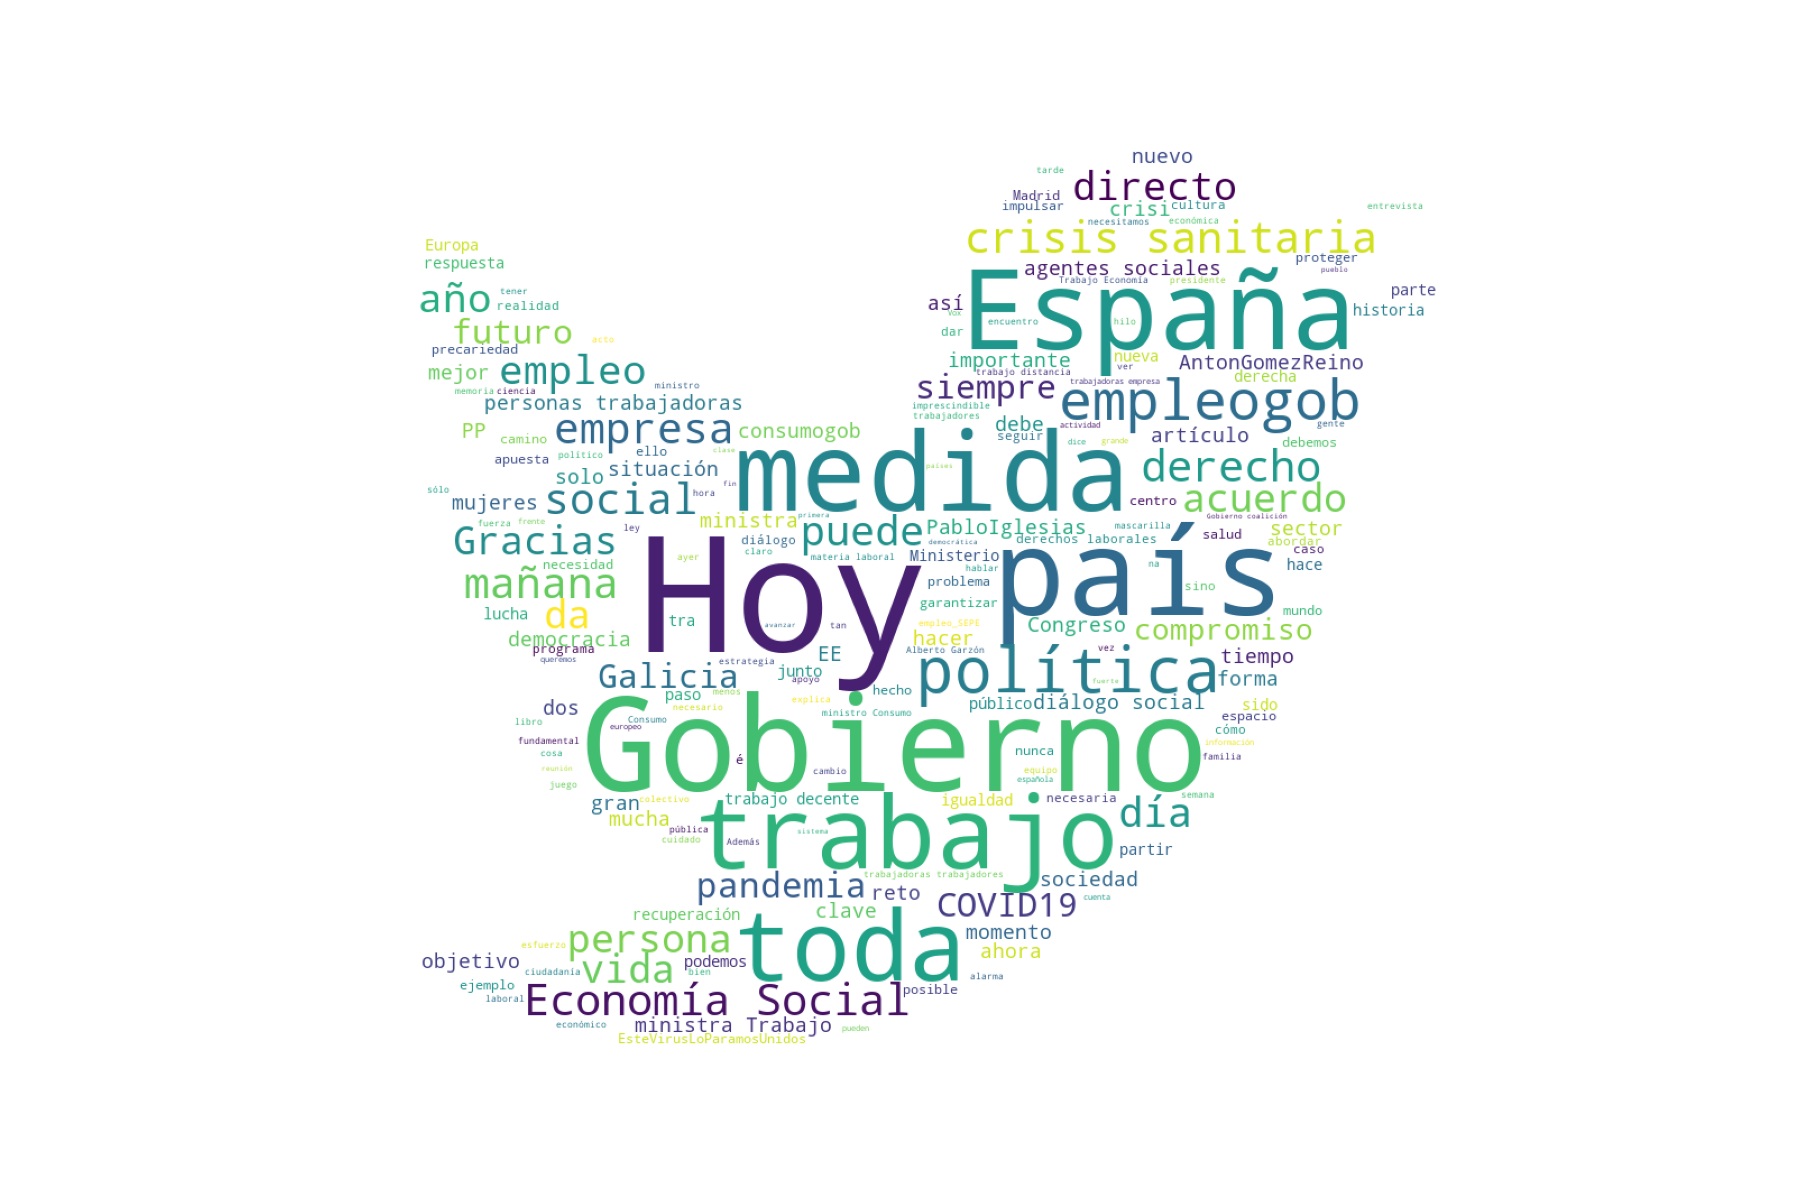 nuevo
tarde
directo
Madrid
impulsar
crisi
cultura
entrevista
necesitamos
económica
crisis sanitaria
Europa
respuesta
proteger
agentes sociales
pueblo
España
Trabajo Economía
presidente
año
tener
realidad
así
parte
historia
Vox
dar
encuentro
hilo
futuro
acto
precariedad
importante
nueva
AntonGomezReino
mejor
empleo
trabajo distancia
ver
derecha
siempre
trabajadoras empresa
empleogob
memoria
ciencia
ministro
personas trabajadoras
imprescindible
trabajadores
debe
gente
PP
camino
empresa
consumogob
seguir
actividad
artículo
dice
grande
debemos
medida
político
ello
clase
apuesta
situación
solo
países
derecho
sólo
mujeres
social
hora
fin
centro
acuerdo
fuerza
frente
ministra
primera
puede
PabloIglesias
mascarilla
Gobierno coalición
sector
ley
Gracias
diálogo
claro
democrática
derechos laborales
salud
abordar
país
caso
necesidad
ayer
materia laboral
Ministerio
hablar
na
hace
mañana
Hoy
problema
sino
garantizar
lucha
da
tra
avanzar
tan
empleo_SEPE
Congreso
mundo
compromiso
democracia
hacer
programa
queremos
estrategia
EE
Alberto Garzón
vez
tiempo
Galicia
junto
apoyo
política
fuerte
forma
paso
menos
hecho
dos
necesario
explica
público
diálogo social
sido
libro
Consumo
europeo
ministro Consumo
espacio
cómo
Gobierno
fundamental
cosa
é
nunca
información
familia
reunión
cambio
equipo
española
juego
gran
colectivo
trabajo decente
igualdad
necesaria
semana
mucha
trabajo
día
pública
cuidado
Además
sistema
partir
pandemia
trabajadoras trabajadores
reto
sociedad
COVID19
cuenta
recuperación
clave
toda
esfuerzo
persona
momento
ahora
objetivo
ciudadanía
vida
podemos
bien
alarma
ejemplo
laboral
Economía Social
posible
económico
ministra Trabajo
pueden
EsteVirusLoParamosUnidos